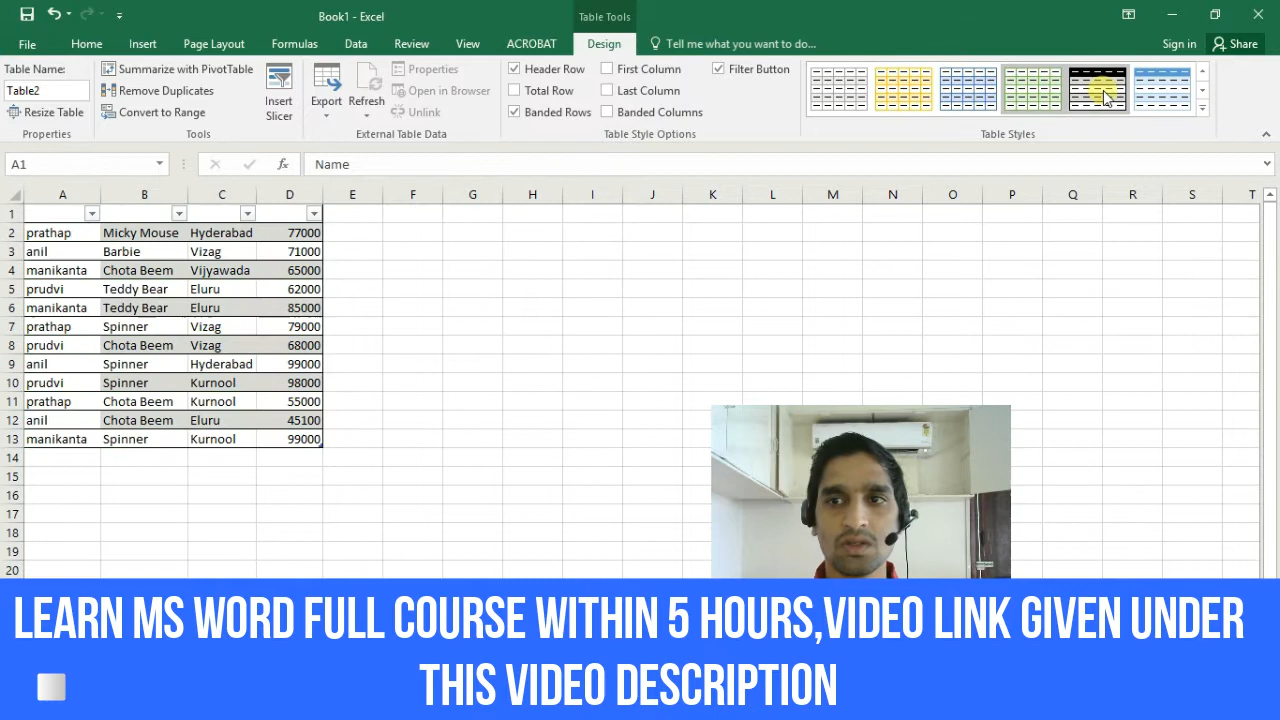 Book1 - Excel
Table Tools
File Home Insert Page Layout Formulas Data Review View ACROBAT Design Tell me what you want to do... Sign in Share
Table Name:
Table2
Resize Table
Properties
Summarize with PivotTable
Remove Duplicates
Convert to Range
Tools
Insert
Slicer
Export
Refresh
Properties
Open in Browser
Unlink
External Table Data
Header Row
Total Row
Banded Rows
First Column
Last Column
Banded Columns
Filter Button
Table Style Options
Table Styles
A1 fx Name
A B C D E F G H I J K L M N O P Q R S T
1
2 prathap Micky Mouse Hyderabad 77000
3 anil Barbie Vizag 71000
4 manikanta Chota Beem Vijyawada 65000
5 prudvi Teddy Bear Eluru 62000
6 manikanta Teddy Bear Eluru 85000
7 prathap Spinner Vizag 79000
8 prudvi Chota Beem Vizag 68000
9 anil Spinner Hyderabad 99000
10 prudvi Spinner Kurnool 98000
11 prathap Chota Beem Kurnool 55000
12 anil Chota Beem Eluru 45100
13 manikanta Spinner Kurnool 99000
14
15
16
17
18
19
20
LEARN MS WORD FULL COURSE WITHIN 5 HOURS,VIDEO LINK GIVEN UNDER
THIS VIDEO DESCRIPTION